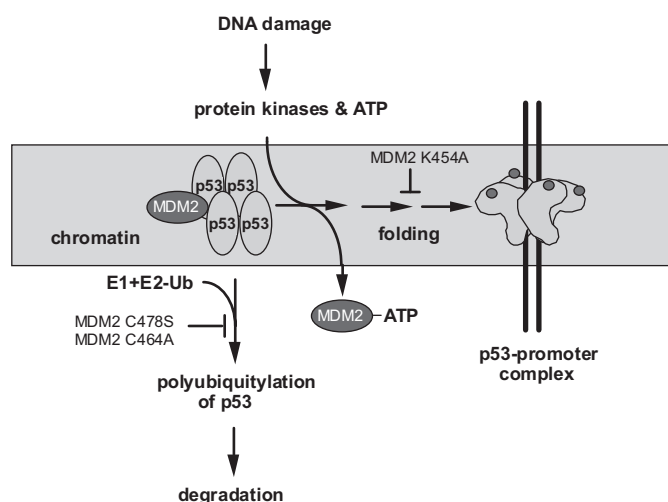 DNA damage
protein kinases & ATP
MDM2 K454A
p53 p53
MDM2
p53 p53
chromatin
folding
E1+E2-Ub
MDM2 ATP
MDM2 C478S
MDM2 C464A
p53-promoter
complex
polyubiquitylation
of p53
degradation